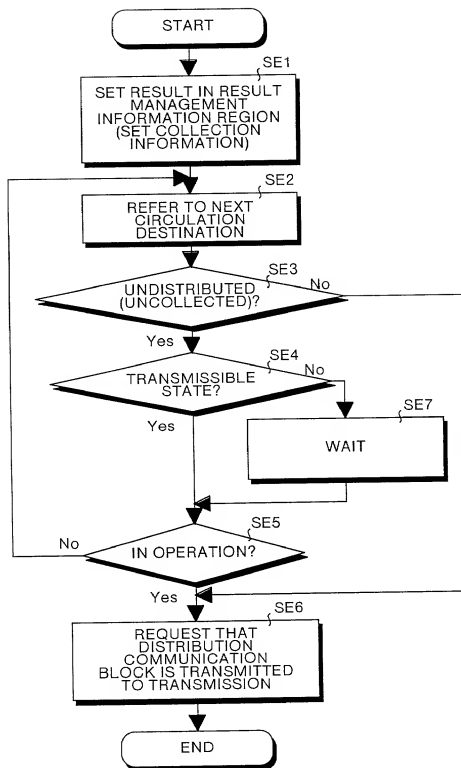 START
SE1
SET RESULT IN RESULT
MANAGEMENT
INFORMATION REGION
(SET COLLECTION
INFORMATION)
SE2
REFER TO NEXT
CIRCULATION
DESTINATION
SE3
UNDISTRIBUTED
(UNCOLLECTED)?
No
Yes
SE4
TRANSMISSIBLE
STATE?
No
Yes
SE7
WAIT
SE5
IN OPERATION?
No
Yes
SE6
REQUEST THAT
DISTRIBUTION
COMMUNICATION
BLOCK IS TRANSMITTED
TO TRANSMISSION
END